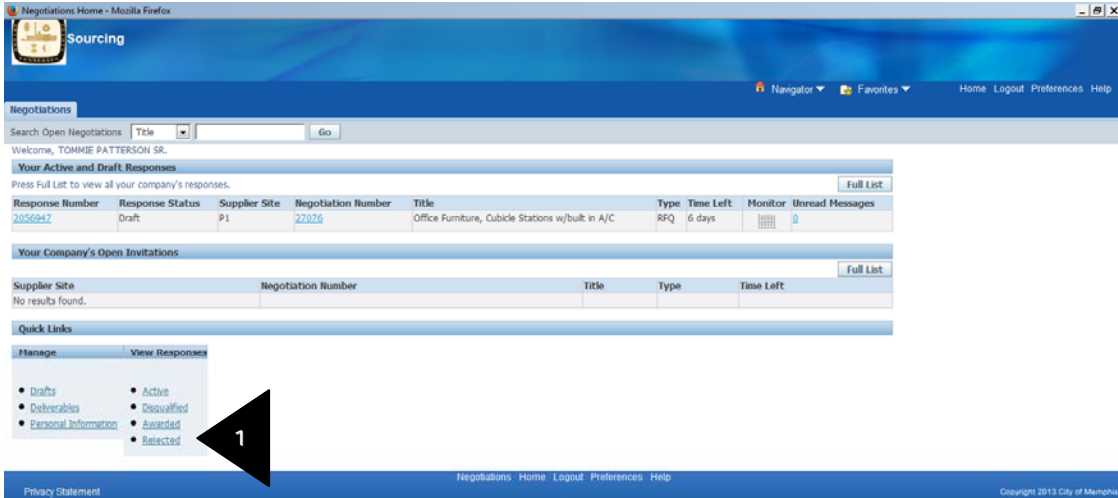 Negotiations Home - Mozilla Firefox
Sourcing
Navigator Favorites Home Logout Preferences Help
Negotiations
Search Open Negotiations Title Go
Welcome, TOMMIE PATTERSON SR.
Your Active and Draft Responses
Press Full List to view all your company's responses. Full List
Response Number Response Status Supplier Site Negotiation Number Title Type Time Left Monitor Unread Messages
2056947 Draft P1 27076 Office Furniture, Cubicle Stations w/built in A/C RFQ 6 days 0
Your Company's Open Invitations
Full List
Supplier Site Negotiation Number Title Type Time Left
No results found.
Quick Links
Manage View Responses
Drafts Active
Deliverables Disqualified
Personal Information Awarded
Rejected
1
Negotiations Home Logout Preferences Help
Privacy Statement Copyright 2013 City of Memphis